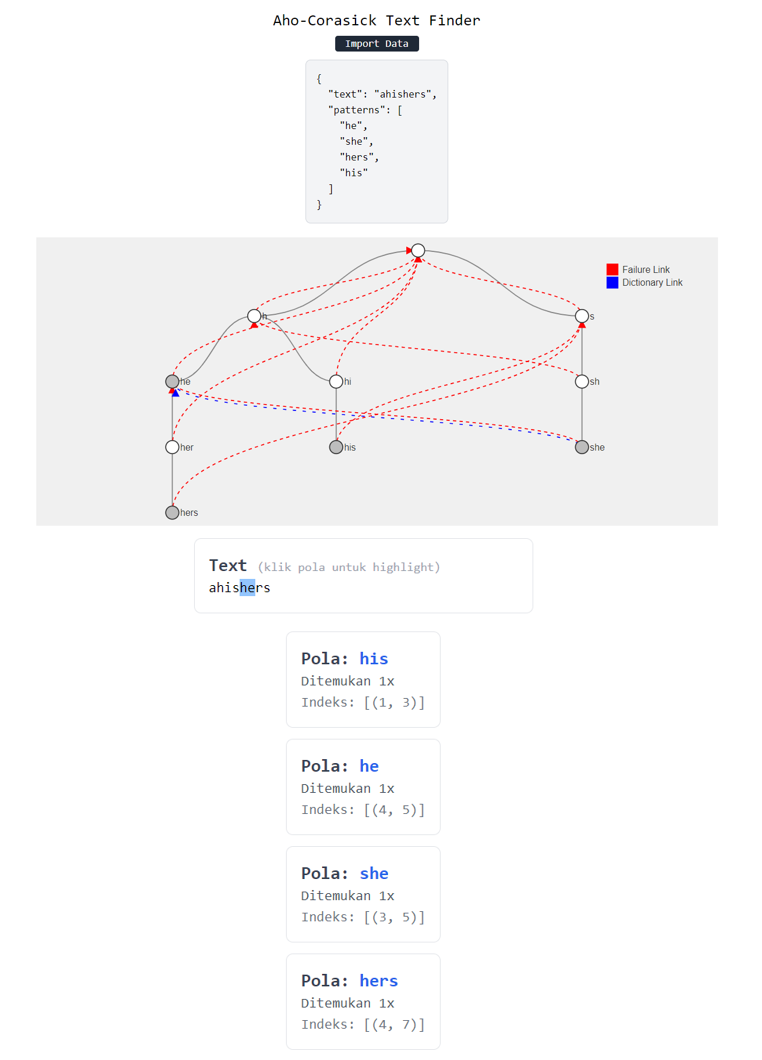 Aho-Corasick Text Finder
Import Data
{
"text": "ahishers",
"patterns": [
"he",
"she",
"hers",
"his"
]
}
Failure Link
Dictionary Link
h
s
he
hi
sh
her
his
she
hers
Text (klik pola untuk highlight)
ahishers
Pola: his
Ditemukan 1x
Indeks: [(1, 3)]
Pola: he
Ditemukan 1x
Indeks: [(4, 5)]
Pola: she
Ditemukan 1x
Indeks: [(3, 5)]
Pola: hers
Ditemukan 1x
Indeks: [(4, 7)]